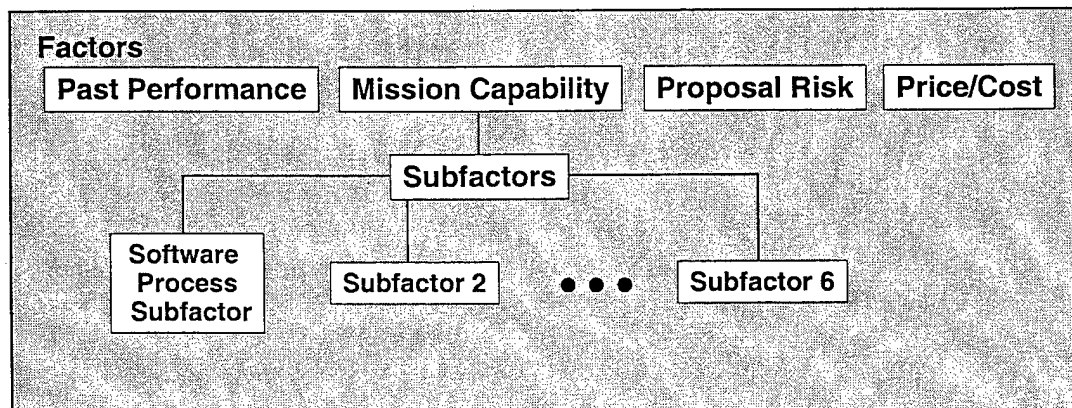 Factors
Past Performance
Mission Capability
Proposal Risk
Price/Cost
Subfactors
Software
Process
Subfactor
Subfactor 2
Subfactor 6